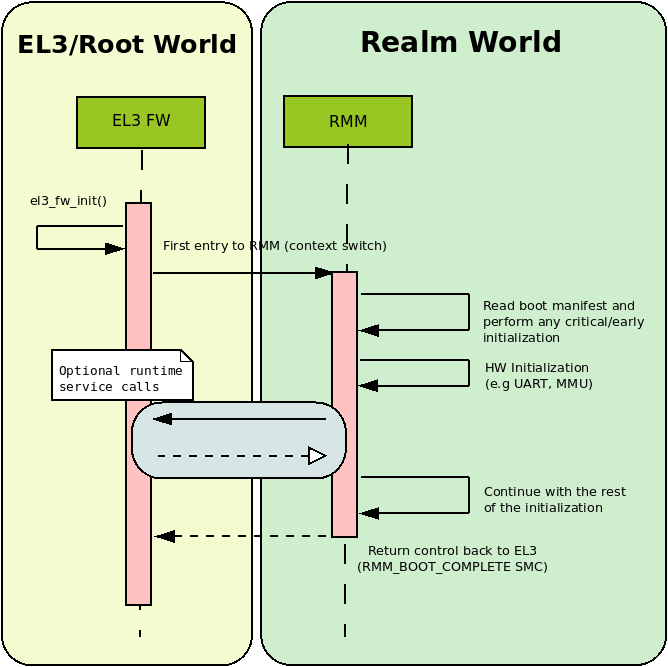 EL3/Root World
Realm World
EL3 FW
RMM
el3_fw_init()
First entry to RMM (context switch)
Read boot manifest and
perform any critical/early
initialization
Optional runtime
service calls
HW Initialization
(e.g UART, MMU)
Continue with the rest
of the initialization
Return control back to EL3
(RMM_BOOT_COMPLETE SMC)